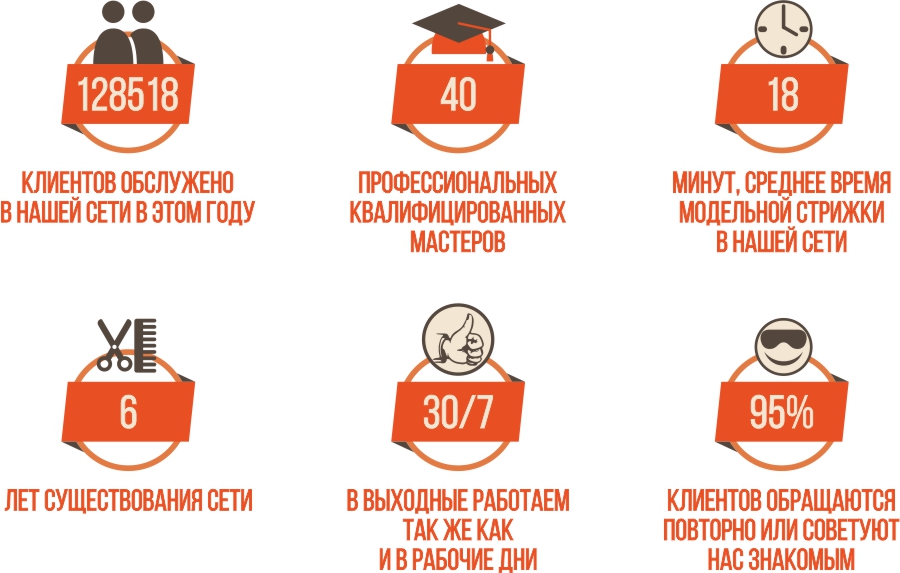 128518
КЛИЕНТОВ ОБСЛУЖЕНО
В НАШЕЙ СЕТИ В ЭТОМ ГОДУ
40
ПРОФЕССИОНАЛЬНЫХ
КВАЛИФИЦИРОВАННЫХ
МАСТЕРОВ
18
МИНУТ, СРЕДНЕЕ ВРЕМЯ
МОДЕЛЬНОЙ СТРИЖКИ
В НАШЕЙ СЕТИ
6
ЛЕТ СУЩЕСТВОВАНИЯ СЕТИ
30/7
В ВЫХОДНЫЕ РАБОТАЕМ
ТАК ЖЕ КАК
И В РАБОЧИЕ ДНИ
95%
КЛИЕНТОВ ОБРАЩАЮТСЯ
ПОВТОРНО ИЛИ СОВЕТУЮТ
НАС ЗНАКОМЫМ